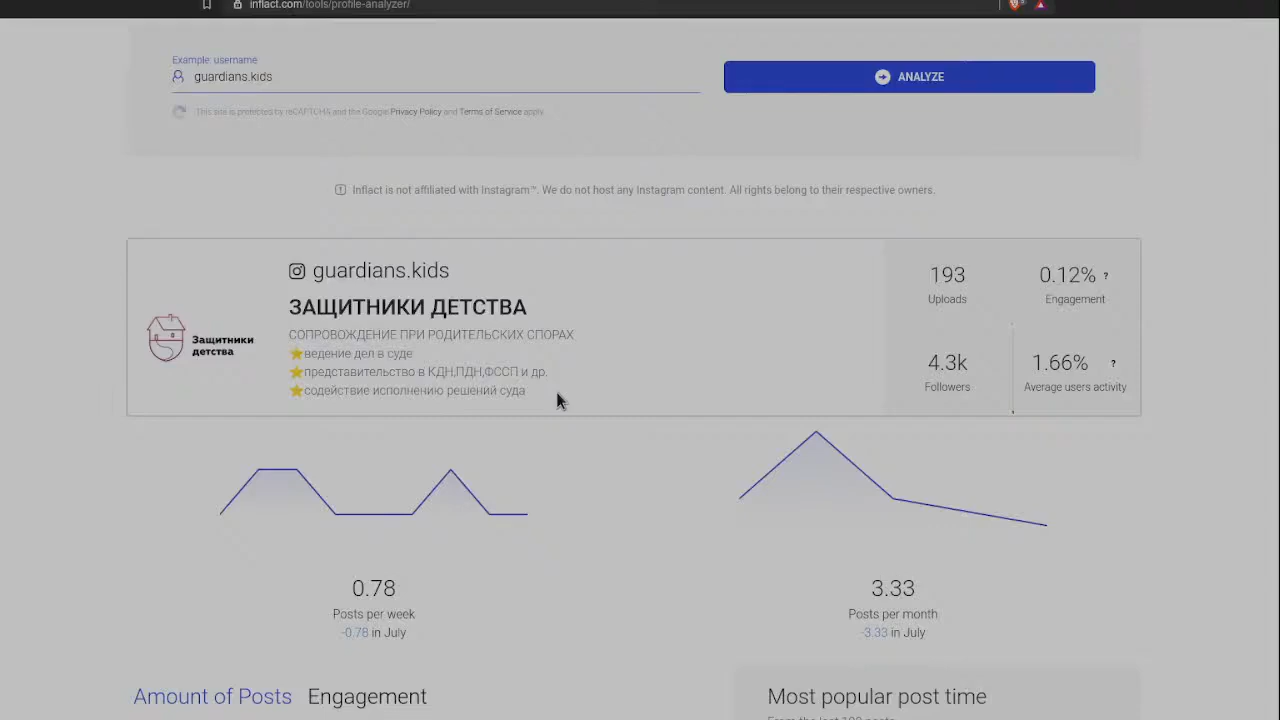 inflact.com/tools/profile-analyzer/
Example: username
guardians.kids
ANALYZE
This site is protected by reCAPTCHA and the Google Privacy Policy and Terms of Service apply.
Inflact is not affiliated with Instagram™. We do not host any Instagram content. All rights belong to their respective owners.
guardians.kids
ЗАЩИТНИКИ ДЕТСТВА
СОПРОВОЖДЕНИЕ ПРИ РОДИТЕЛЬСКИХ СПОРАХ
⭐ведение дел в суде
⭐представительство в КДН,ПДН,ФССП и др.
⭐содействие исполнению решений суда
Защитники
детства
193
Uploads
0.12% ?
Engagement
4.3k
Followers
1.66% ?
Average users activity
0.78
Posts per week
-0.78 in July
3.33
Posts per month
-3.33 in July
Amount of Posts Engagement
Most popular post time
From the last 100 posts